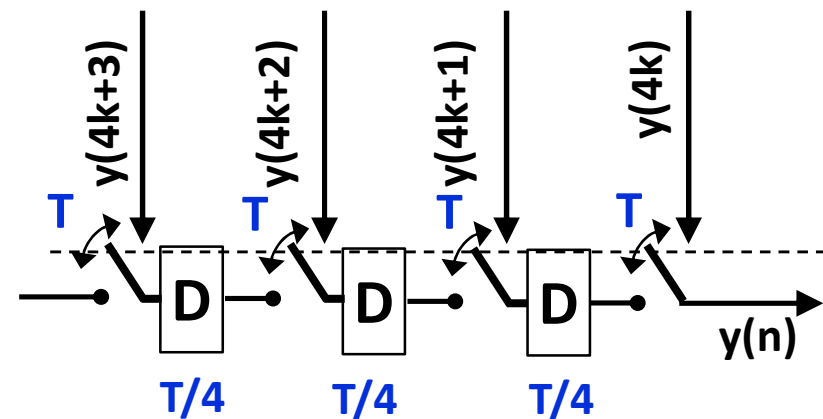 y(4k+3)
y(4k+2)
y(4k+1)
y(4k)
T
T
T
T
D
D
D
y(n)
T/4
T/4
T/4